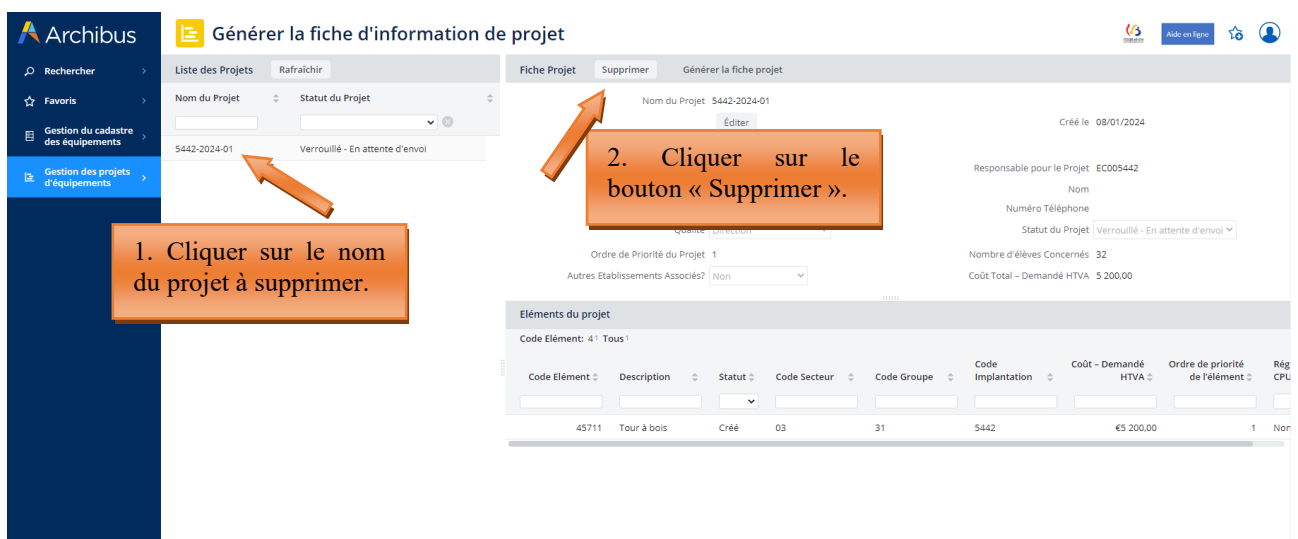 Archibus
Générer la fiche d'information de projet
Aide en ligne
Rechercher
Favoris
Gestion du cadastre
des équipements
Gestion des projets
d'équipements
Liste des Projets Rafraîchir
Nom du Projet Statut du Projet
5442-2024-01 Verrouillé - En attente d'envoi
1. Cliquer sur le nom
du projet à supprimer.
Fiche Projet Supprimer Générer la fiche projet
Nom du Projet 5442-2024-01
Éditer
Créé le 08/01/2024
2. Cliquer sur le
bouton « Supprimer ».
Responsable pour le Projet EC005442
Nom
Numéro Téléphone
Qualité Direction
Statut du Projet Verrouillé - En attente d'envoi
Ordre de Priorité du Projet 1
Nombre d'élèves Concernés 32
Autres Etablissements Associés? Non
Coût Total – Demandé HTVA 5 200,00
Eléments du projet
Code Elément: 4 1 Tous 1
Code Elément Description Statut Code Secteur Code Groupe Code Implantation Coût – Demandé HTVA Ordre de priorité de l'élément Rég CPU
45711 Tour à bois Créé 03 31 5442 €5 200,00 1 Non